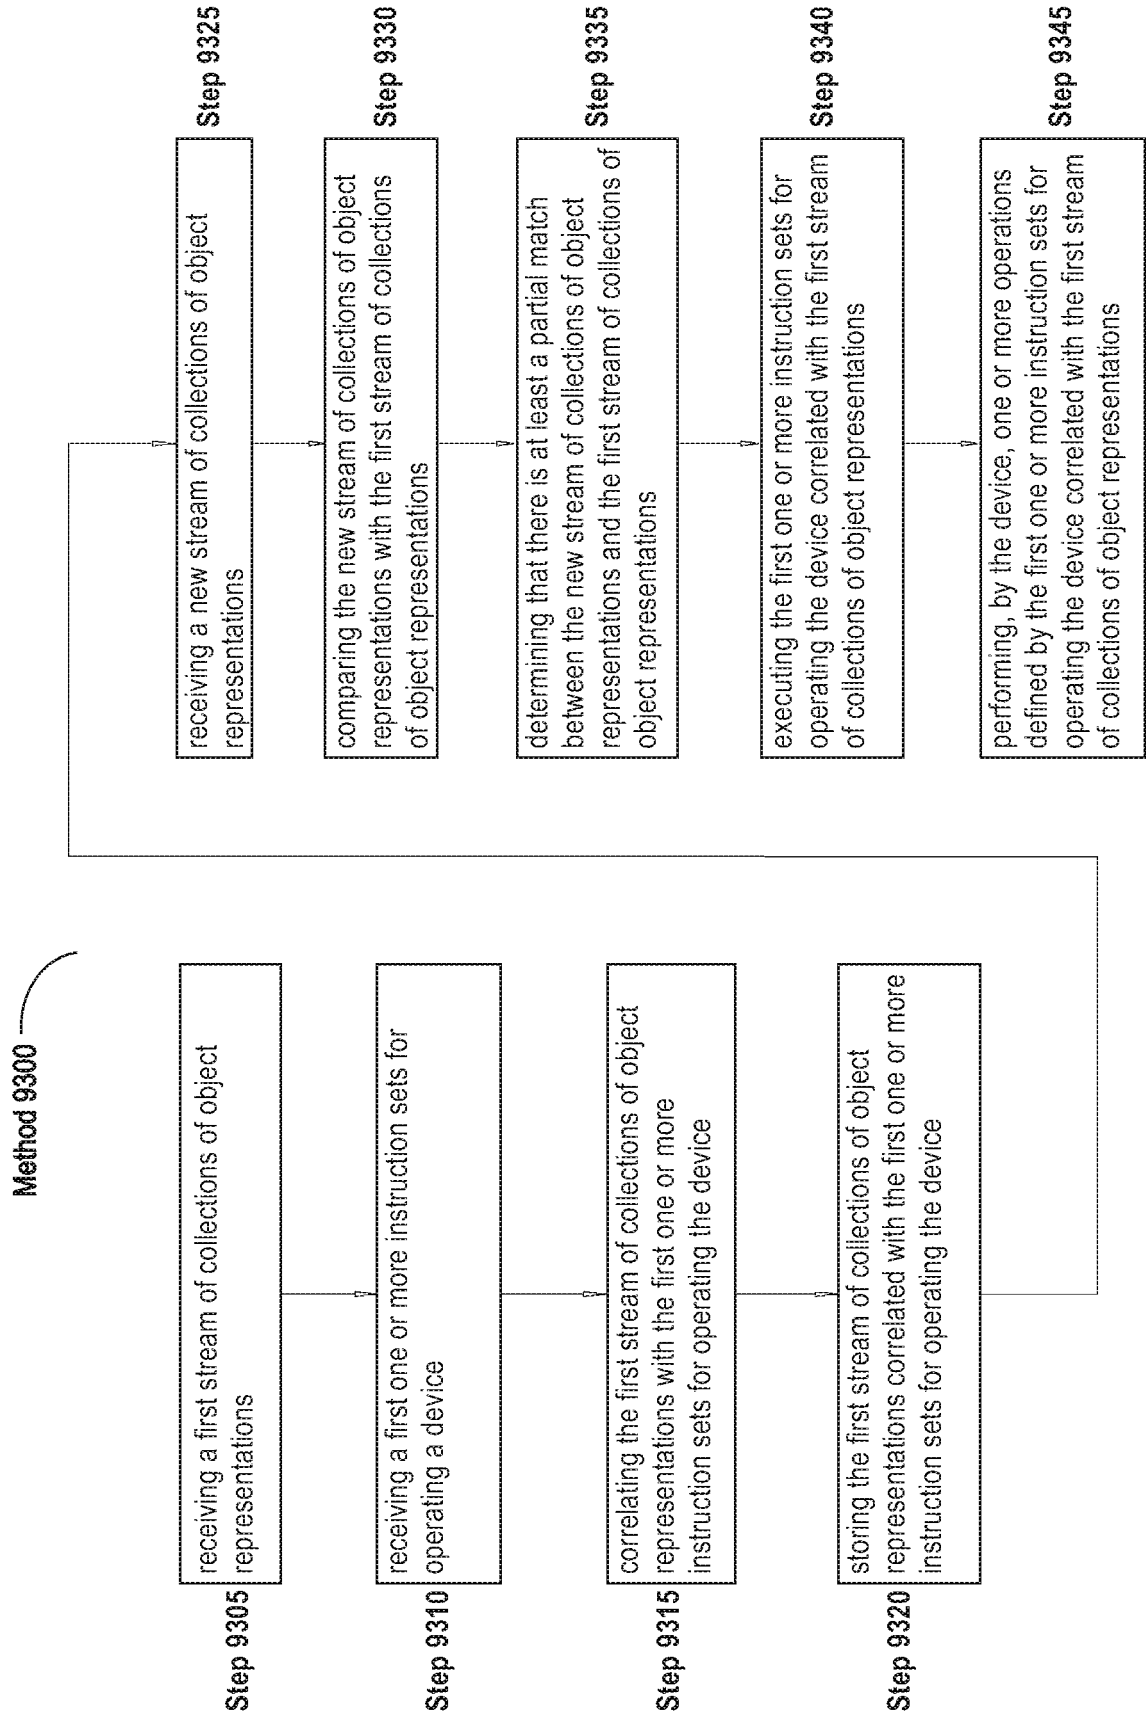 Method 9300
Step 9305
receiving a first stream of collections of object
representations
Step 9310
receiving a first one or more instruction sets for
operating a device
Step 9315
correlating the first stream of collections of object
representations with the first one or more
instruction sets for operating the device
Step 9320
storing the first stream of collections of object
representations correlated with the first one or more
instruction sets for operating the device
Step 9325
receiving a new stream of collections of object
representations
Step 9330
comparing the new stream of collections of object
representations with the first stream of collections
of object representations
Step 9335
determining that there is at least a partial match
between the new stream of collections of object
representations and the first stream of collections of
object representations
Step 9340
executing the first one or more instruction sets for
operating the device correlated with the first stream
of collections of object representations
Step 9345
performing, by the device, one or more operations
defined by the first one or more instruction sets for
operating the device correlated with the first stream
of collections of object representations